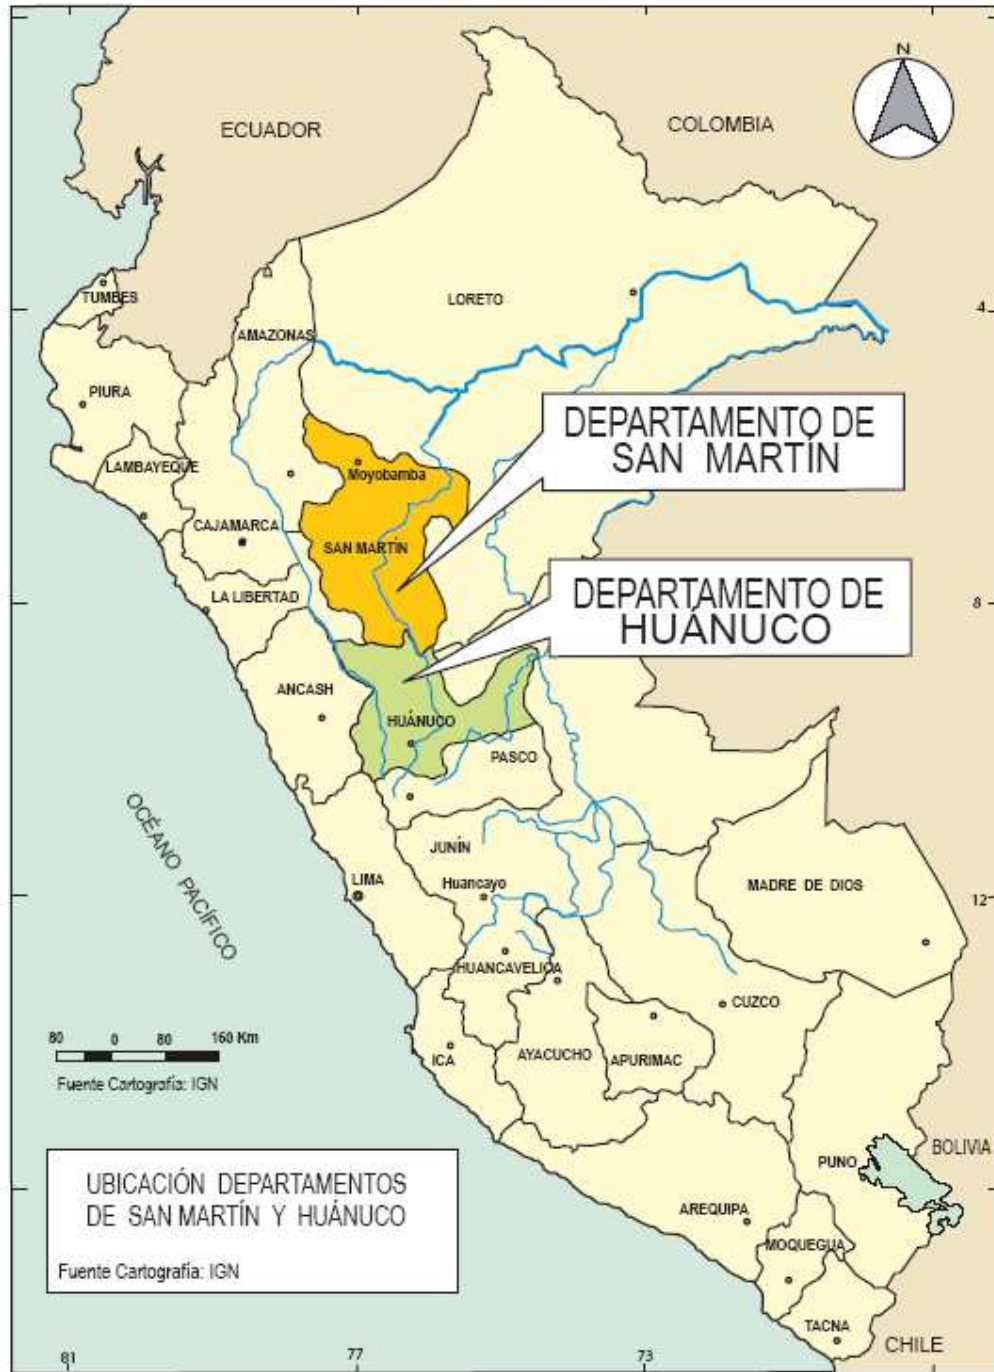 N
ECUADOR
COLOMBIA
TUMBES
LORETO
4
AMAZONAS
PIURA
DEPARTAMENTO DE
SAN MARTÍN
LAMBAYEQUE
Moyobamba
CAJAMARCA
SAN MARTÍN
LA LIBERTAD
DEPARTAMENTO DE
HUÁNUCO
8
ANCASH
HUÁNUCO
PASCO
OCÉANO PACÍFICO
JUNÍN
LIMA
Huancayo
MADRE DE DIOS
12
HUANCAVELICA
CUZCO
80 0 80 160 Km
ICA
AYACUCHO
APURIMAC
Fuente Cartografía: IGN
BOLIVIA
PUNO
UBICACIÓN DEPARTAMENTOS
DE SAN MARTÍN Y HUÁNUCO
AREQUIPA
MOQUEGUA
Fuente Cartografía: IGN
TACNA
CHILE
81
77
73